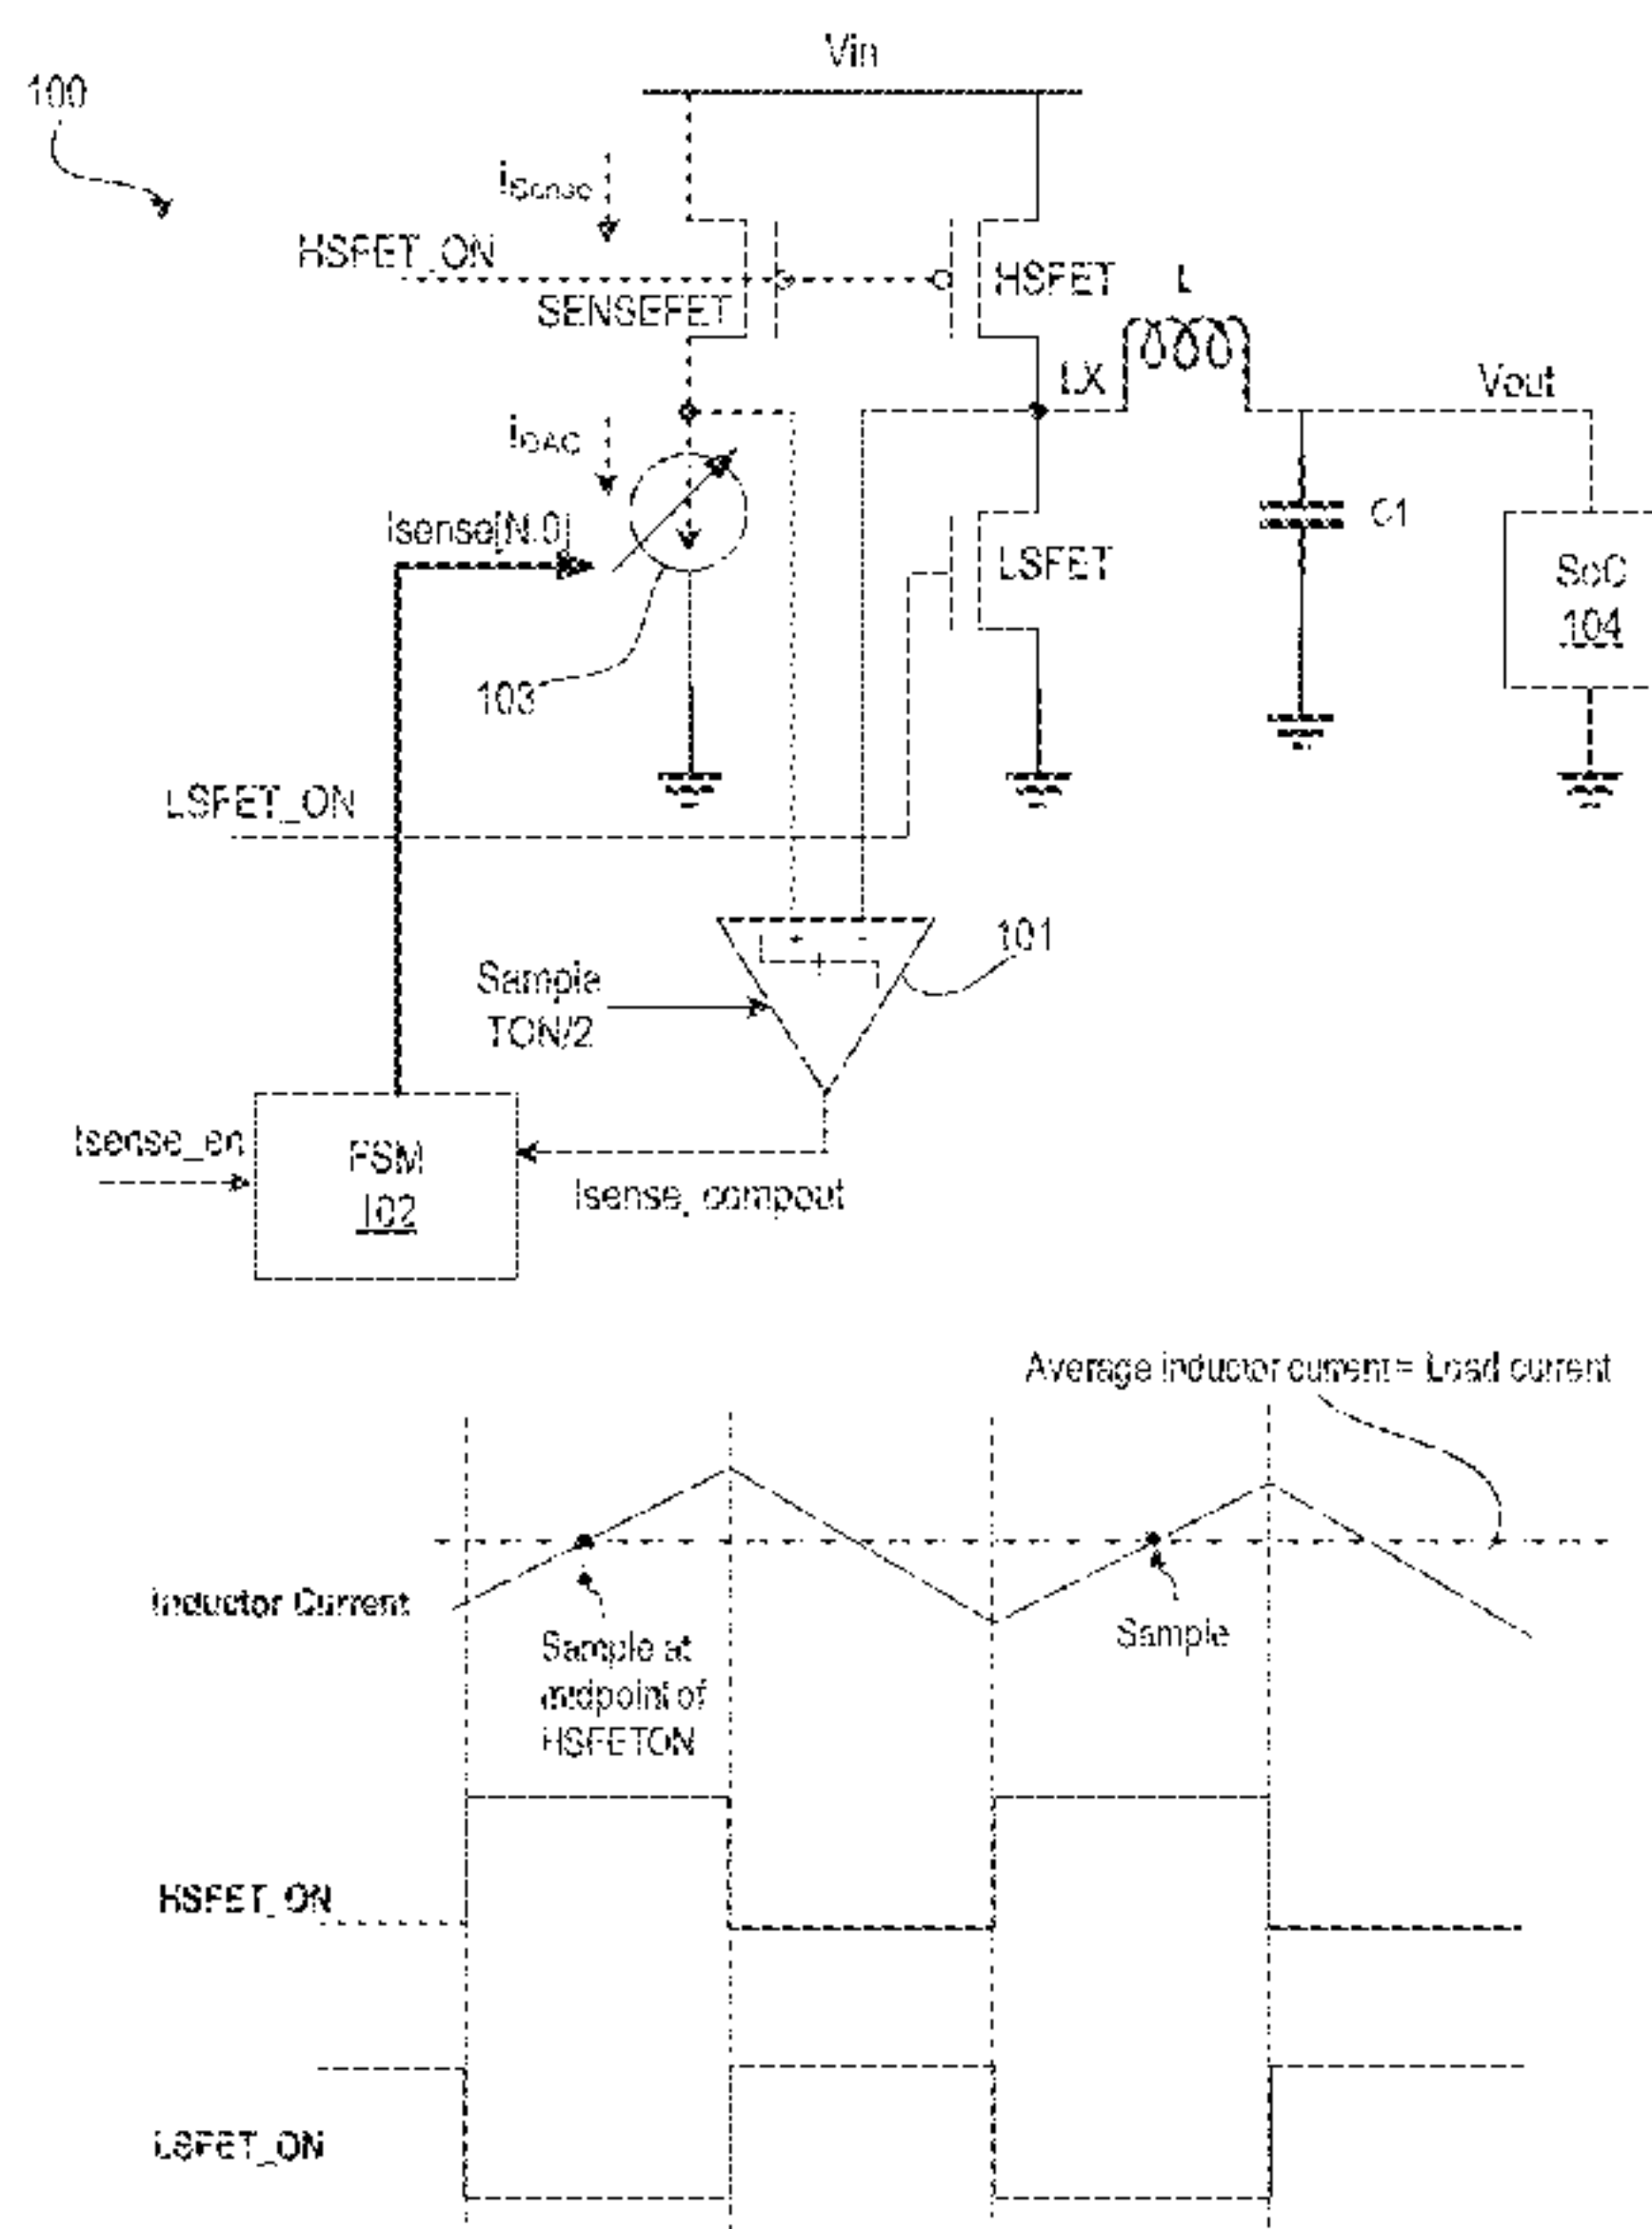 Vin
100
iSense
HSFET_ON
HSFET
L
SENSEFET
LX
Vout
iDAC
Isense[N:0]
C1
LSFET
SoC
104
103
LSFET_ON
101
Sample
TON/2
Isense_en
FSM
102
Isense_compout
Average inductor current = Load current
Inductor Current
Sample at
midpoint of
HSFETON
Sample
HSFET_ON
LSFET_ON